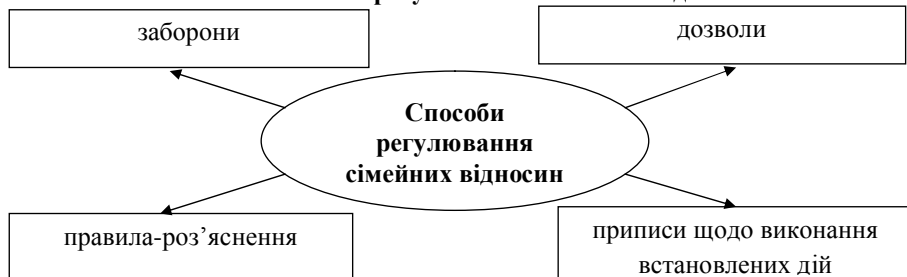 заборони
дозволи
Способи
регулювання
сімейних відносин
правила-роз’яснення
приписи щодо виконання
встановлених дій